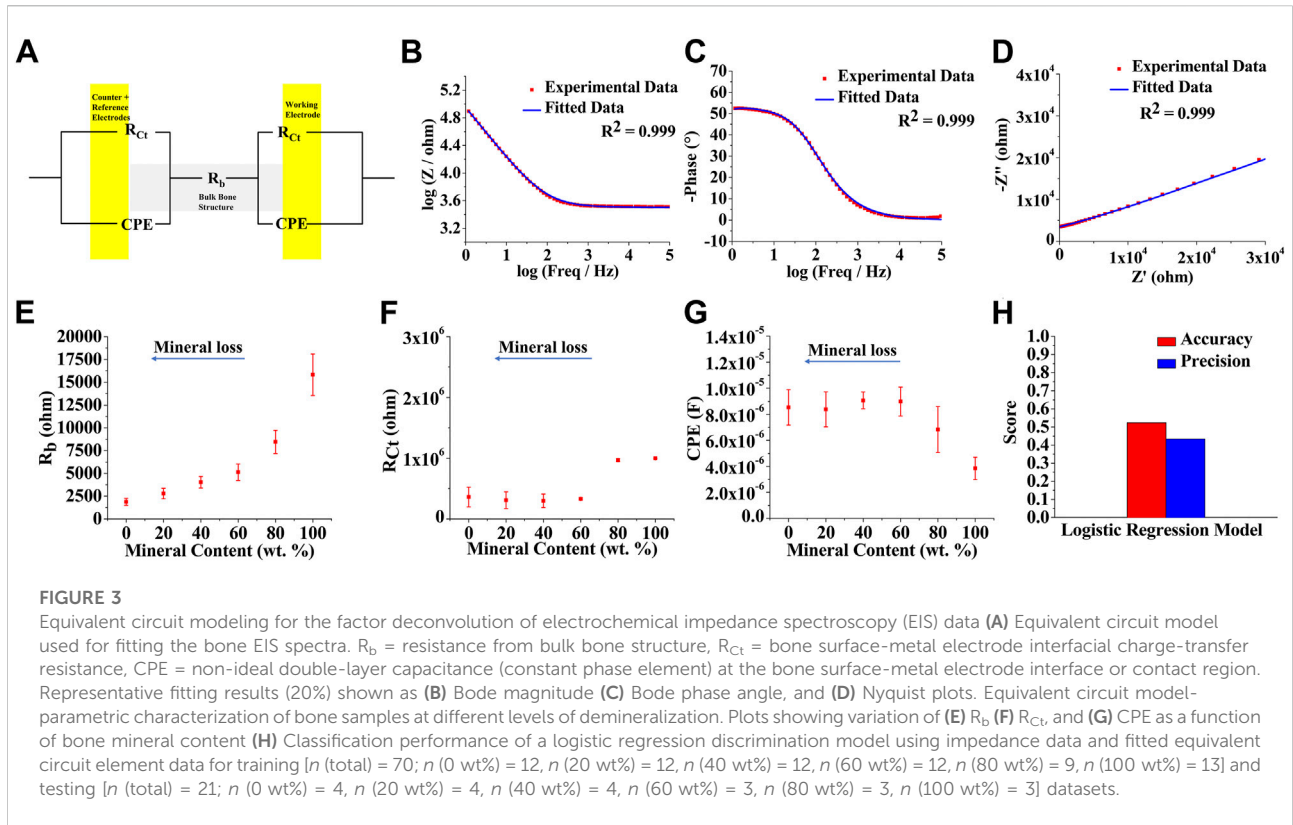 A
Counter +
Reference
Electrodes
Working
Electrode
R_Ct
R_Ct
R_b
Bulk Bone
Structure
CPE
CPE
B
Experimental Data
Fitted Data
R² = 0.999
log (Z / ohm)
5.2
4.8
4.4
4.0
3.6
3.2
0 1 2 3 4 5
log (Freq / Hz)
C
Experimental Data
Fitted Data
R² = 0.999
-Phase (°)
-70
60
50
40
30
20
10
0
-10
0 1 2 3 4 5
log (Freq / Hz)
D
Experimental Data
Fitted Data
R² = 0.999
-Z'' (ohm)
-4x10⁴
-3x10⁴
2x10⁴
1x10⁴
0
1x10⁴ 2x10⁴ 3x10⁴
Z' (ohm)
E
Mineral loss
R_b (ohm)
20000
17500
15000
12500
10000
7500
5000
2500
0
0 20 40 60 80 100
Mineral Content (wt. %)
F
Mineral loss
R_Ct (ohm)
3x10⁶
2x10⁶
1x10⁶
0
0 20 40 60 80 100
Mineral Content (wt. %)
G
Mineral loss
CPE (F)
1.4x10⁻⁵
1.2x10⁻⁵
1.0x10⁻⁵
8.0x10⁻⁶
6.0x10⁻⁶
4.0x10⁻⁶
2.0x10⁻⁶
0.0
0 20 40 60 80 100
Mineral Content (wt. %)
H
Accuracy
Precision
Score
1.0
0.9
0.8
0.7
0.6
0.5
0.4
0.3
0.2
0.1
0.0
Logistic Regression Model
FIGURE 3
Equivalent circuit modeling for the factor deconvolution of electrochemical impedance spectroscopy (EIS) data (A) Equivalent circuit model
used for fitting the bone EIS spectra. R_b = resistance from bulk bone structure, R_Ct = bone surface-metal electrode interfacial charge-transfer
resistance, CPE = non-ideal double-layer capacitance (constant phase element) at the bone surface-metal electrode interface or contact region.
Representative fitting results (20%) shown as (B) Bode magnitude (C) Bode phase angle, and (D) Nyquist plots. Equivalent circuit model-
parametric characterization of bone samples at different levels of demineralization. Plots showing variation of (E) R_b (F) R_Ct, and (G) CPE as a function
of bone mineral content (H) Classification performance of a logistic regression discrimination model using impedance data and fitted equivalent
circuit element data for training [n (total) = 70; n (0 wt%) = 12, n (20 wt%) = 12, n (40 wt%) = 12, n (60 wt%) = 12, n (80 wt%) = 9, n (100 wt%) = 13] and
testing [n (total) = 21; n (0 wt%) = 4, n (20 wt%) = 4, n (40 wt%) = 4, n (60 wt%) = 3, n (80 wt%) = 3, n (100 wt%) = 3] datasets.